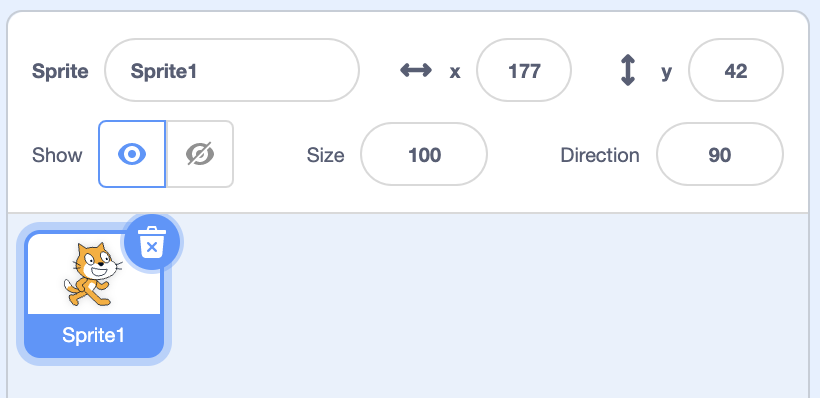 Sprite Sprite1 x 177 y 42
Show Size 100 Direction 90
Sprite1